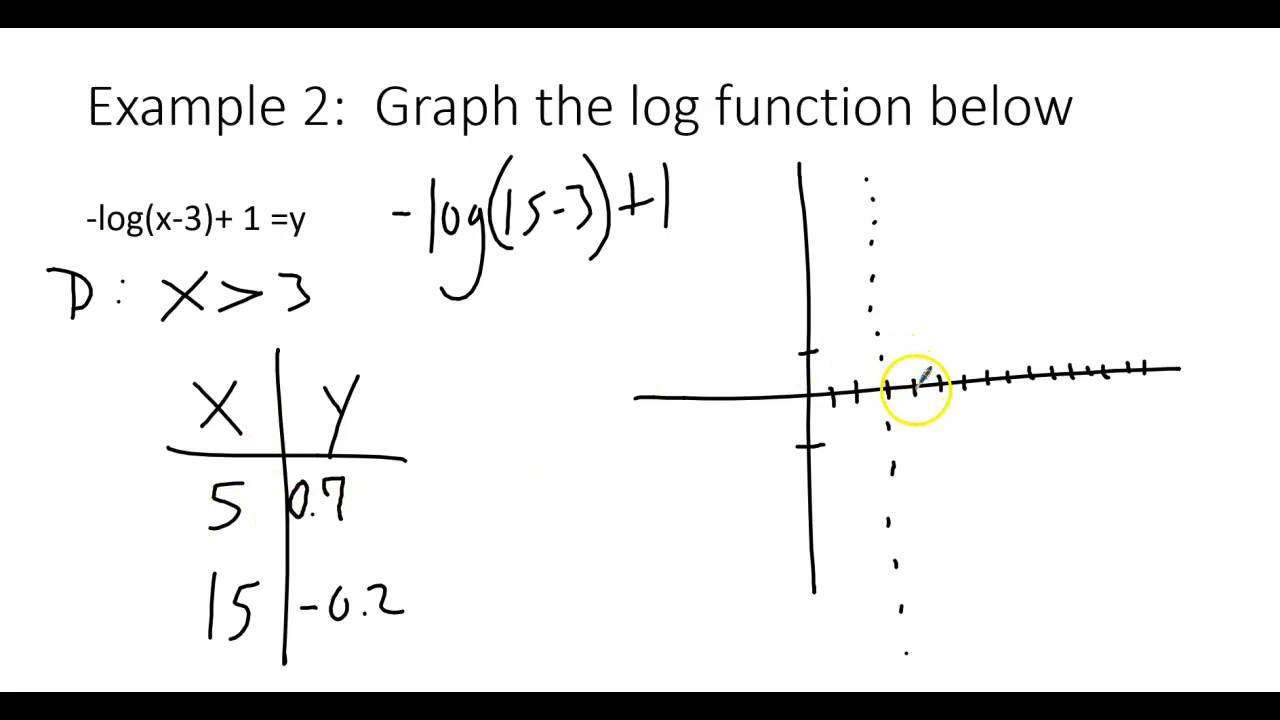 Example 2: Graph the log function below
-log(x-3)+ 1 =y
-log(15-3)+1
D: X > 3
X Y
5 0.7
15 -0.2